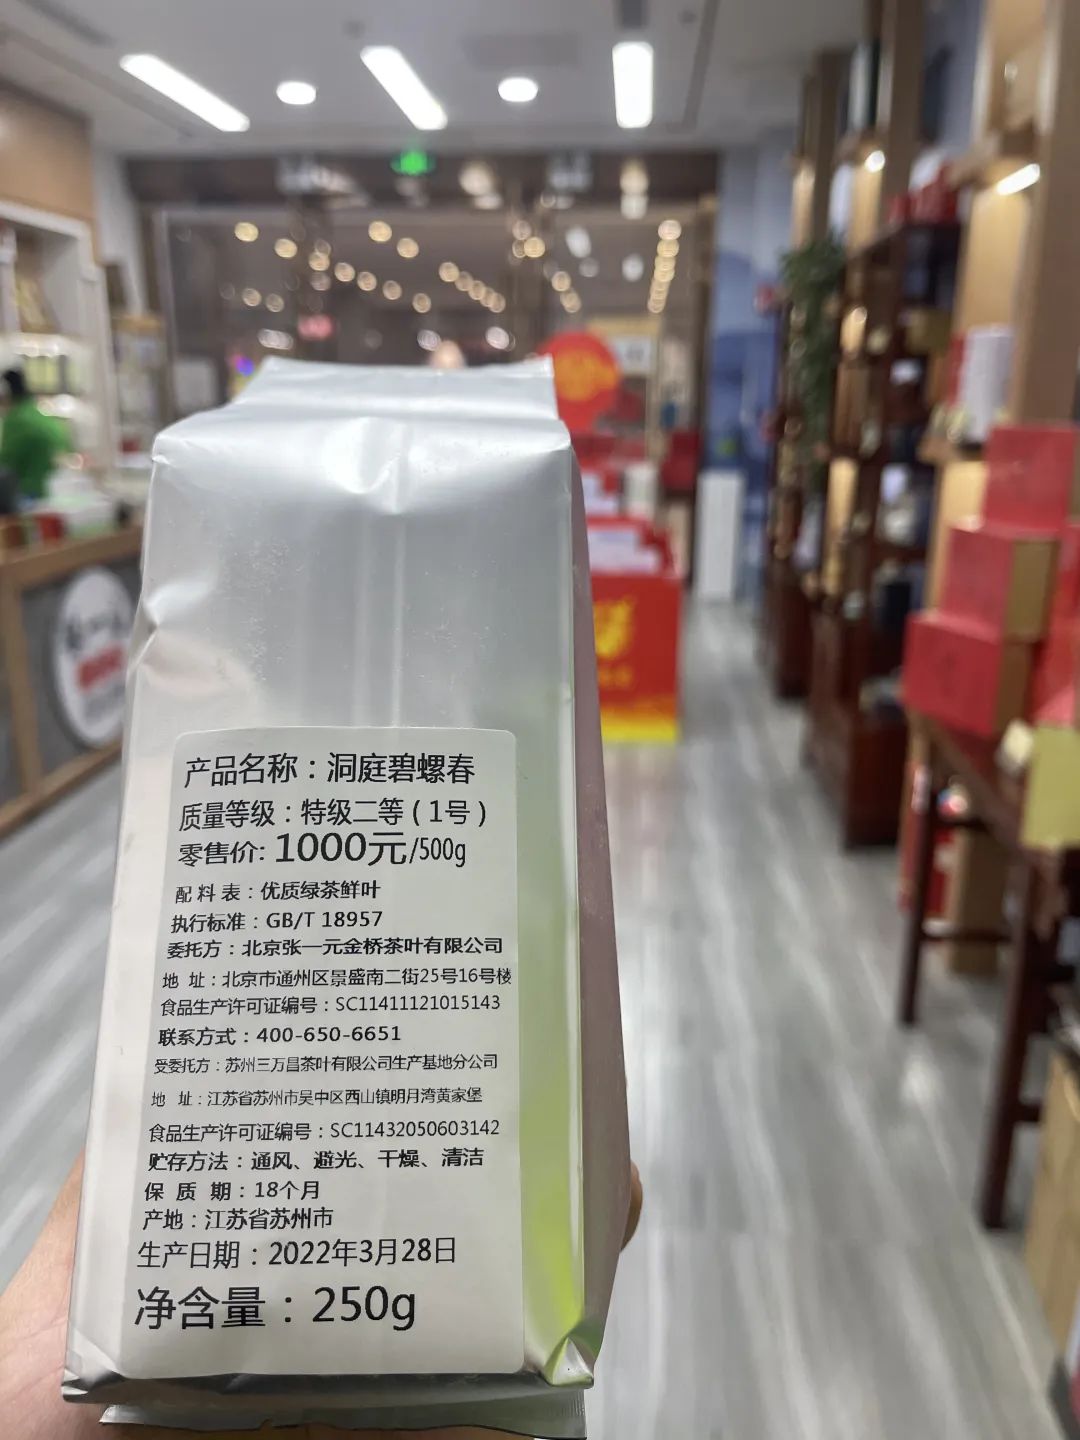 产品名称：洞庭碧螺春
质量等级：特级二等（1号）
零售价: 1000元/500g
配 料 表：优质绿茶鲜叶
执行标准：GB/T 18957
委托方：北京张一元金桥茶叶有限公司
地 址：北京市通州区景盛南二街25号16号楼
食品生产许可证编号：SC11411121015143
联系方式：400-650-6651
受委托方：苏州三万昌茶叶有限公司生产基地分公司
地 址：江苏省苏州市吴中区西山镇明月湾黄家堡
食品生产许可证编号：SC11432050603142
贮存方法：通风、避光、干燥、清洁
保 质 期：18个月
产地：江苏省苏州市
生产日期：2022年3月28日
净含量：250g